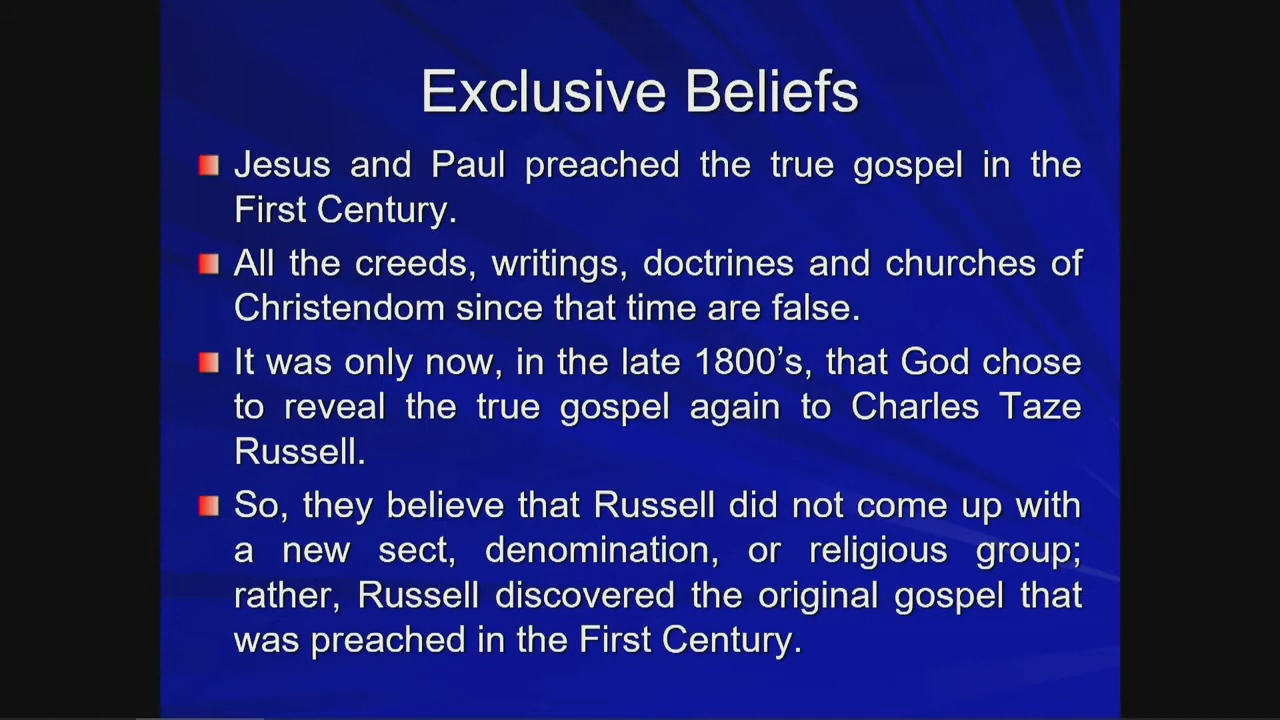 Exclusive Beliefs
Jesus and Paul preached the true gospel in the
First Century.
All the creeds, writings, doctrines and churches of
Christendom since that time are false.
It was only now, in the late 1800’s, that God chose
to reveal the true gospel again to Charles Taze
Russell.
So, they believe that Russell did not come up with
a new sect, denomination, or religious group;
rather, Russell discovered the original gospel that
was preached in the First Century.